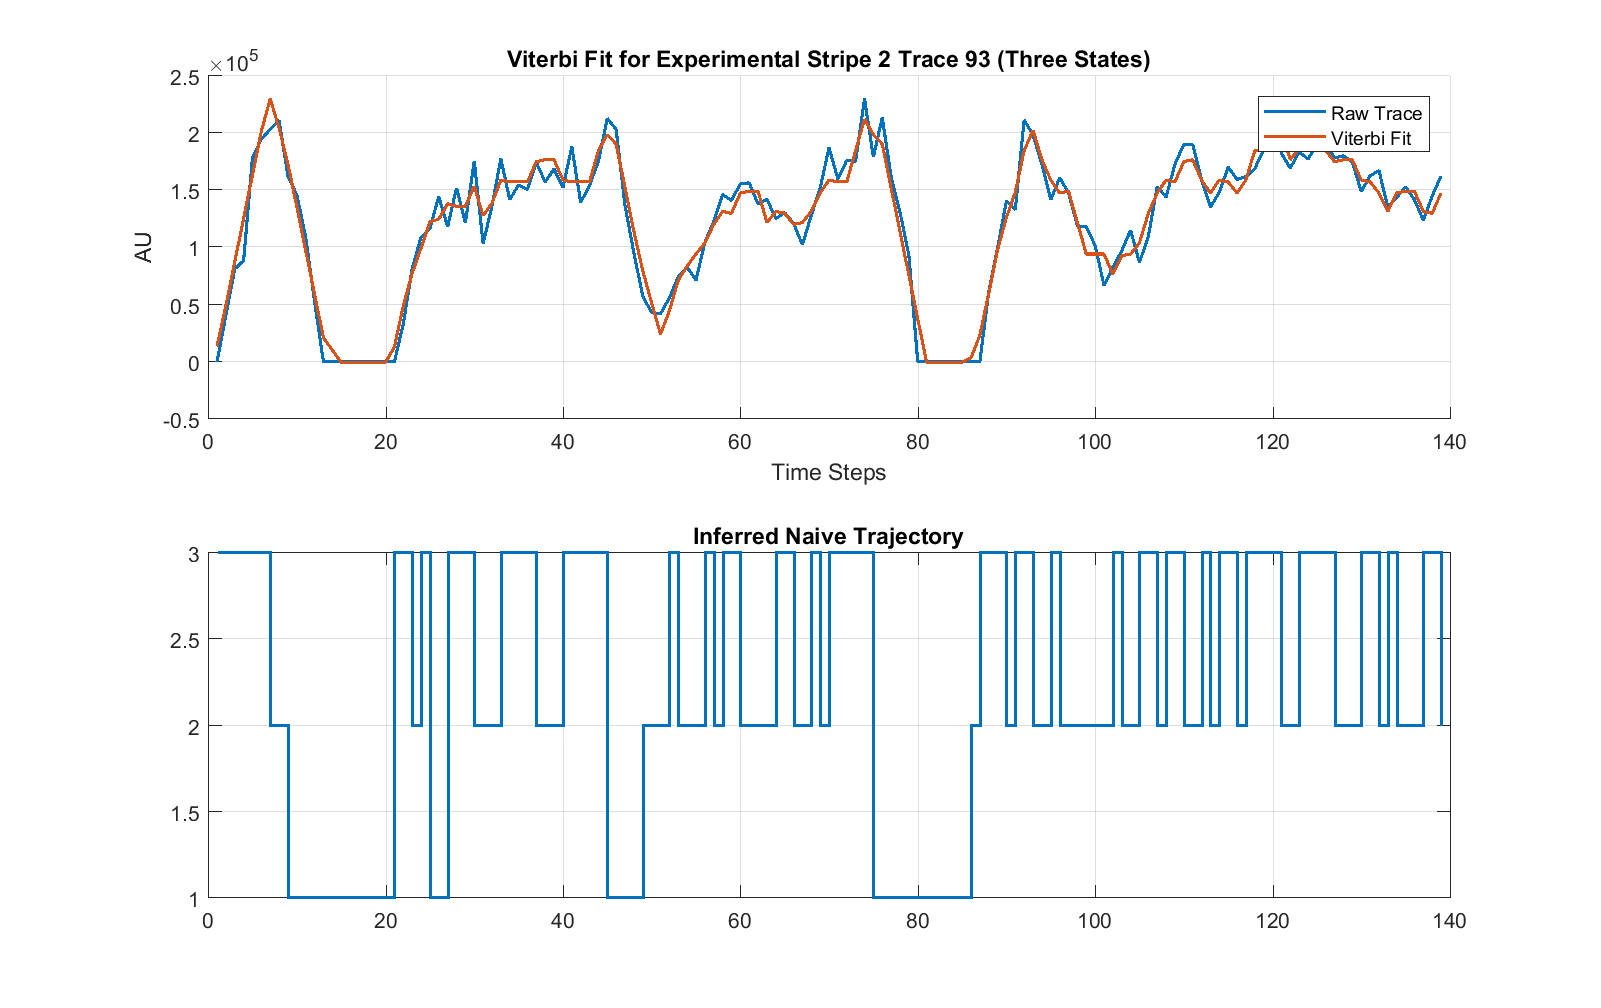 Viterbi Fit for Experimental Stripe 2 Trace 93 (Three States)
×10^5
2.5
2
1.5
1
0.5
0
-0.5
AU
Raw Trace
Viterbi Fit
0 20 40 60 80 100 120 140
Time Steps
Inferred Naive Trajectory
3
2.5
2
1.5
1
0 20 40 60 80 100 120 140